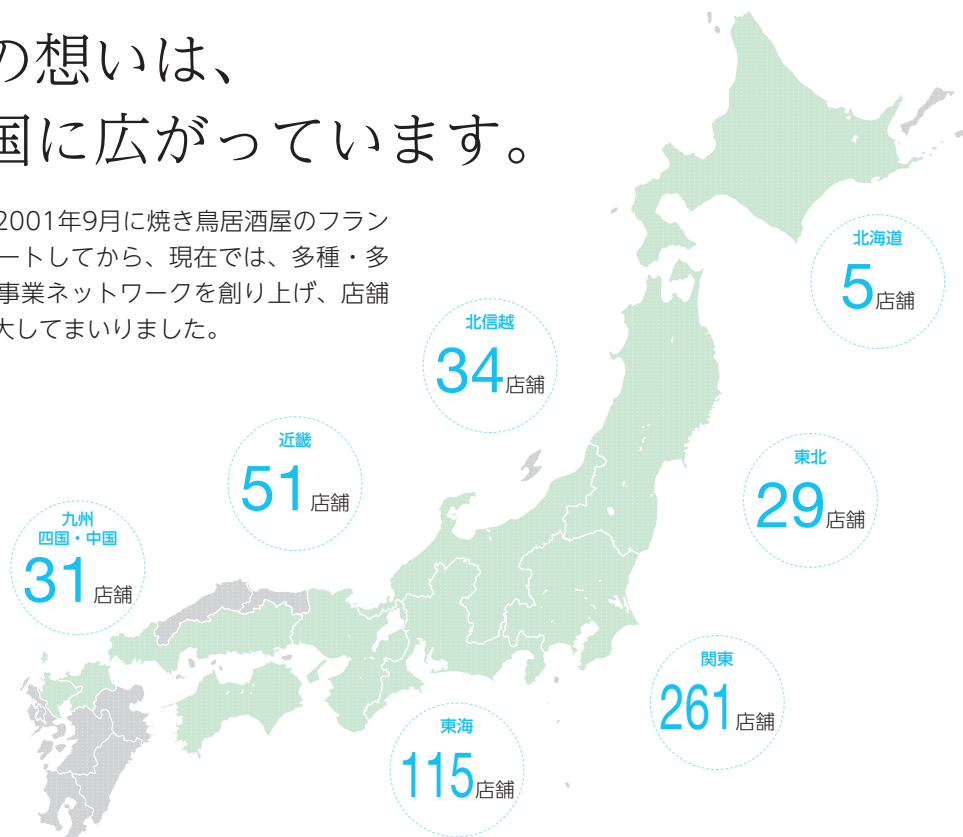 の想いは、
国に広がっています。
2001年9月に焼き鳥居酒屋のフラン
ートしてから、現在では、多種・多
事業ネットワークを創り上げ、店舗
大してまいりました。
北海道
5店舗
北信越
34店舗
近畿
51店舗
東北
29店舗
九州
四国・中国
31店舗
関東
261店舗
東海
115店舗